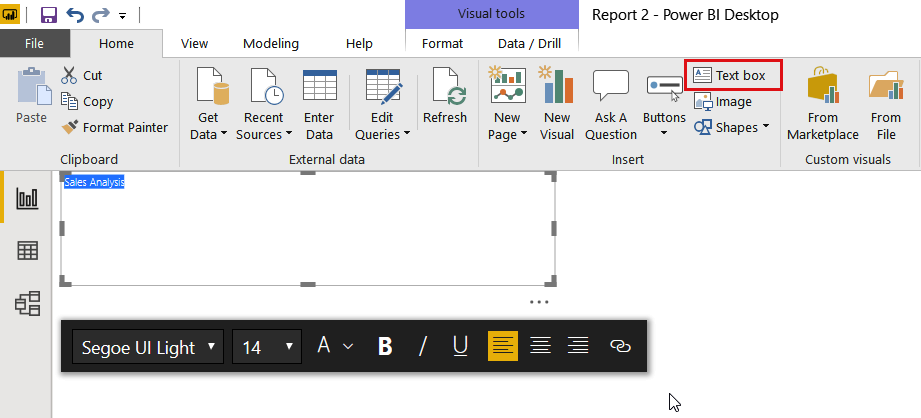 Visual tools
Report 2 - Power BI Desktop
File Home View Modeling Help Format Data / Drill
Paste
Cut
Copy
Format Painter
Clipboard
Get Data
Recent Sources
Enter Data
Edit Queries
Refresh
External data
New Page
New Visual
Ask A Question
Buttons
Text box
Image
Shapes
Insert
From Marketplace
From File
Custom visuals
Sales Analysis
Segoe UI Light 14 A B / U